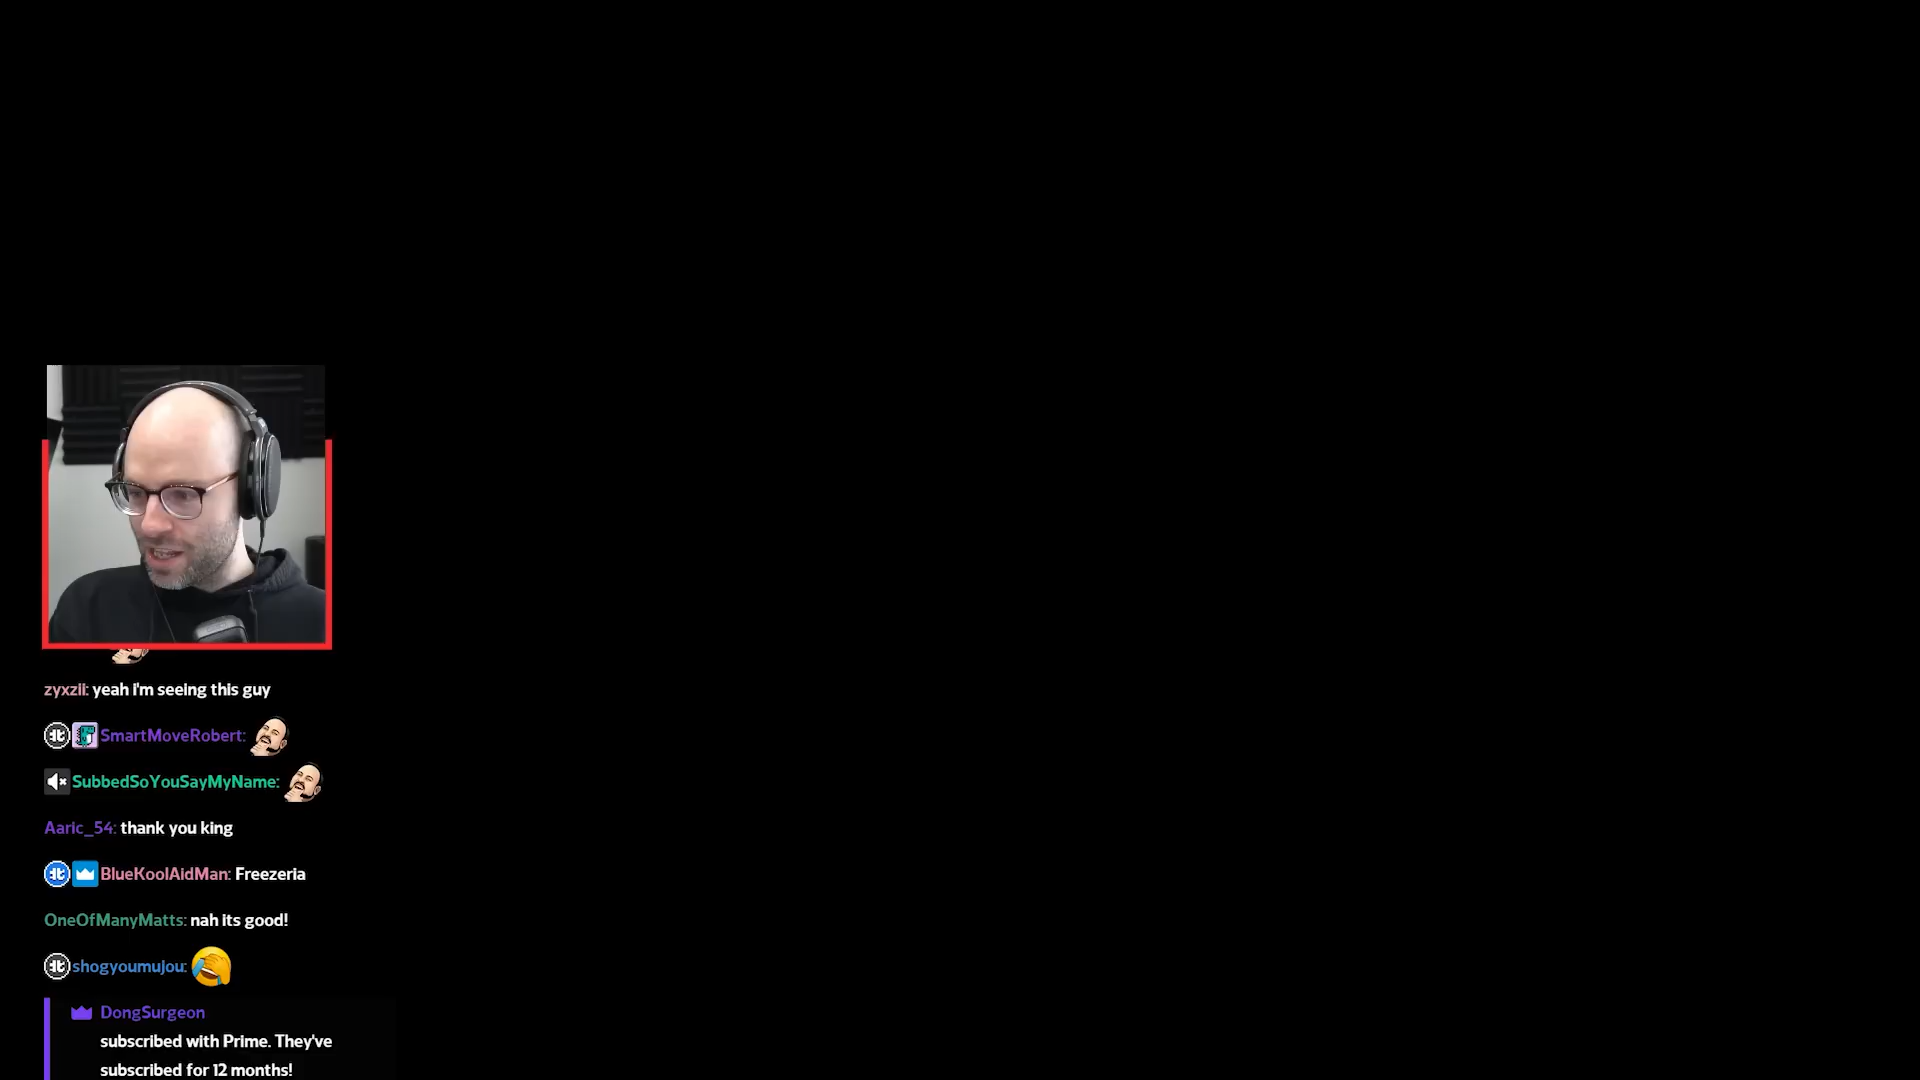 zyxzii: yeah i'm seeing this guy
SmartMoveRobert:
SubbedSoYouSayMyName:
Aaric_54: thank you king
BlueKoolAidMan: Freezeria
OneOfManyMatts: nah its good!
shogyoumujou:
DongSurgeon
subscribed with Prime. They've
subscribed for 12 months!